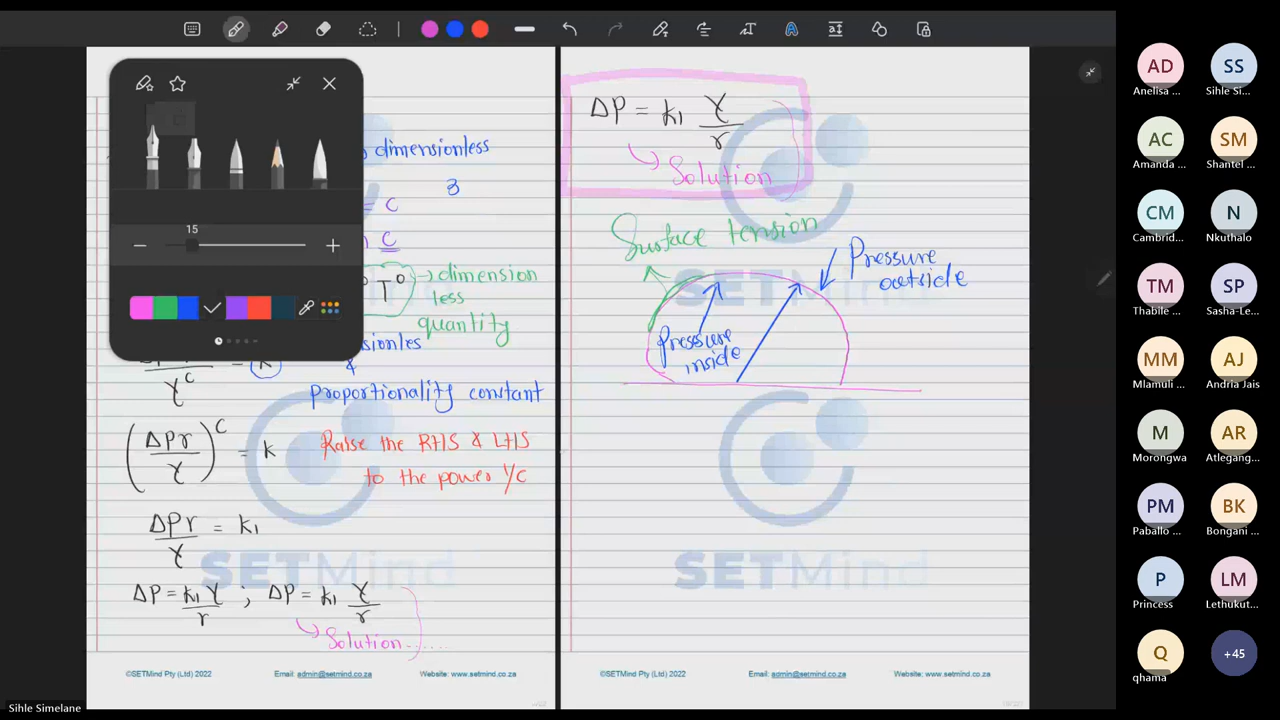 15
dimensionless
3
= C
C
T⁰ → dimension
less
quantity
&
γ^C
= k
proportionality constant
(ΔPr/γ)^C = k
Raise the RHS & LHS
to the power 1/C
ΔPr/γ = k₁
ΔP = k₁γ/r ; ΔP = k₁ γ/r
Solution......
©SETMind Pty (Ltd) 2022 Email: admin@setmind.co.za Website: www.setmind.co.za
ΔP = k₁ γ/r
Solution
Surface tension
Pressure
outside
Pressure
inside
SETMind
SETMind
SETMind
©SETMind Pty (Ltd) 2022 Email: admin@setmind.co.za Website: www.setmind.co.za
AD SS
Anelisa ... Sihle Si...
AC SM
Amanda ... Shantel ...
CM N
Cambrid... Nkuthalo
TM SP
Thabile ... Sasha-Le...
MM AJ
Mlamuli ... Andria Jais
M AR
Morongwa Atlegang...
PM BK
Paballo ... Bongani ...
P LM
Princess Lethukut...
Q +45
qhama
Sihle Simelane